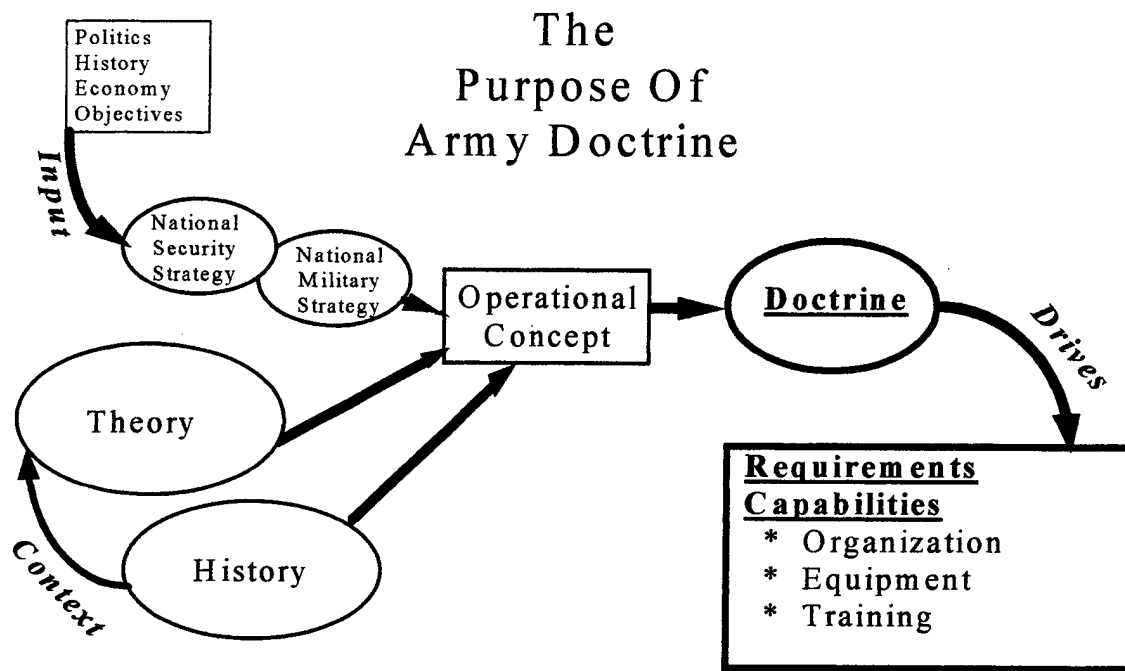 The
Purpose Of
Army Doctrine
Politics
History
Economy
Objectives
Input
National
Security
Strategy
National
Military
Strategy
Operational
Concept
Doctrine
Drives
Theory
History
Context
Requirements
Capabilities
* Organization
* Equipment
* Training